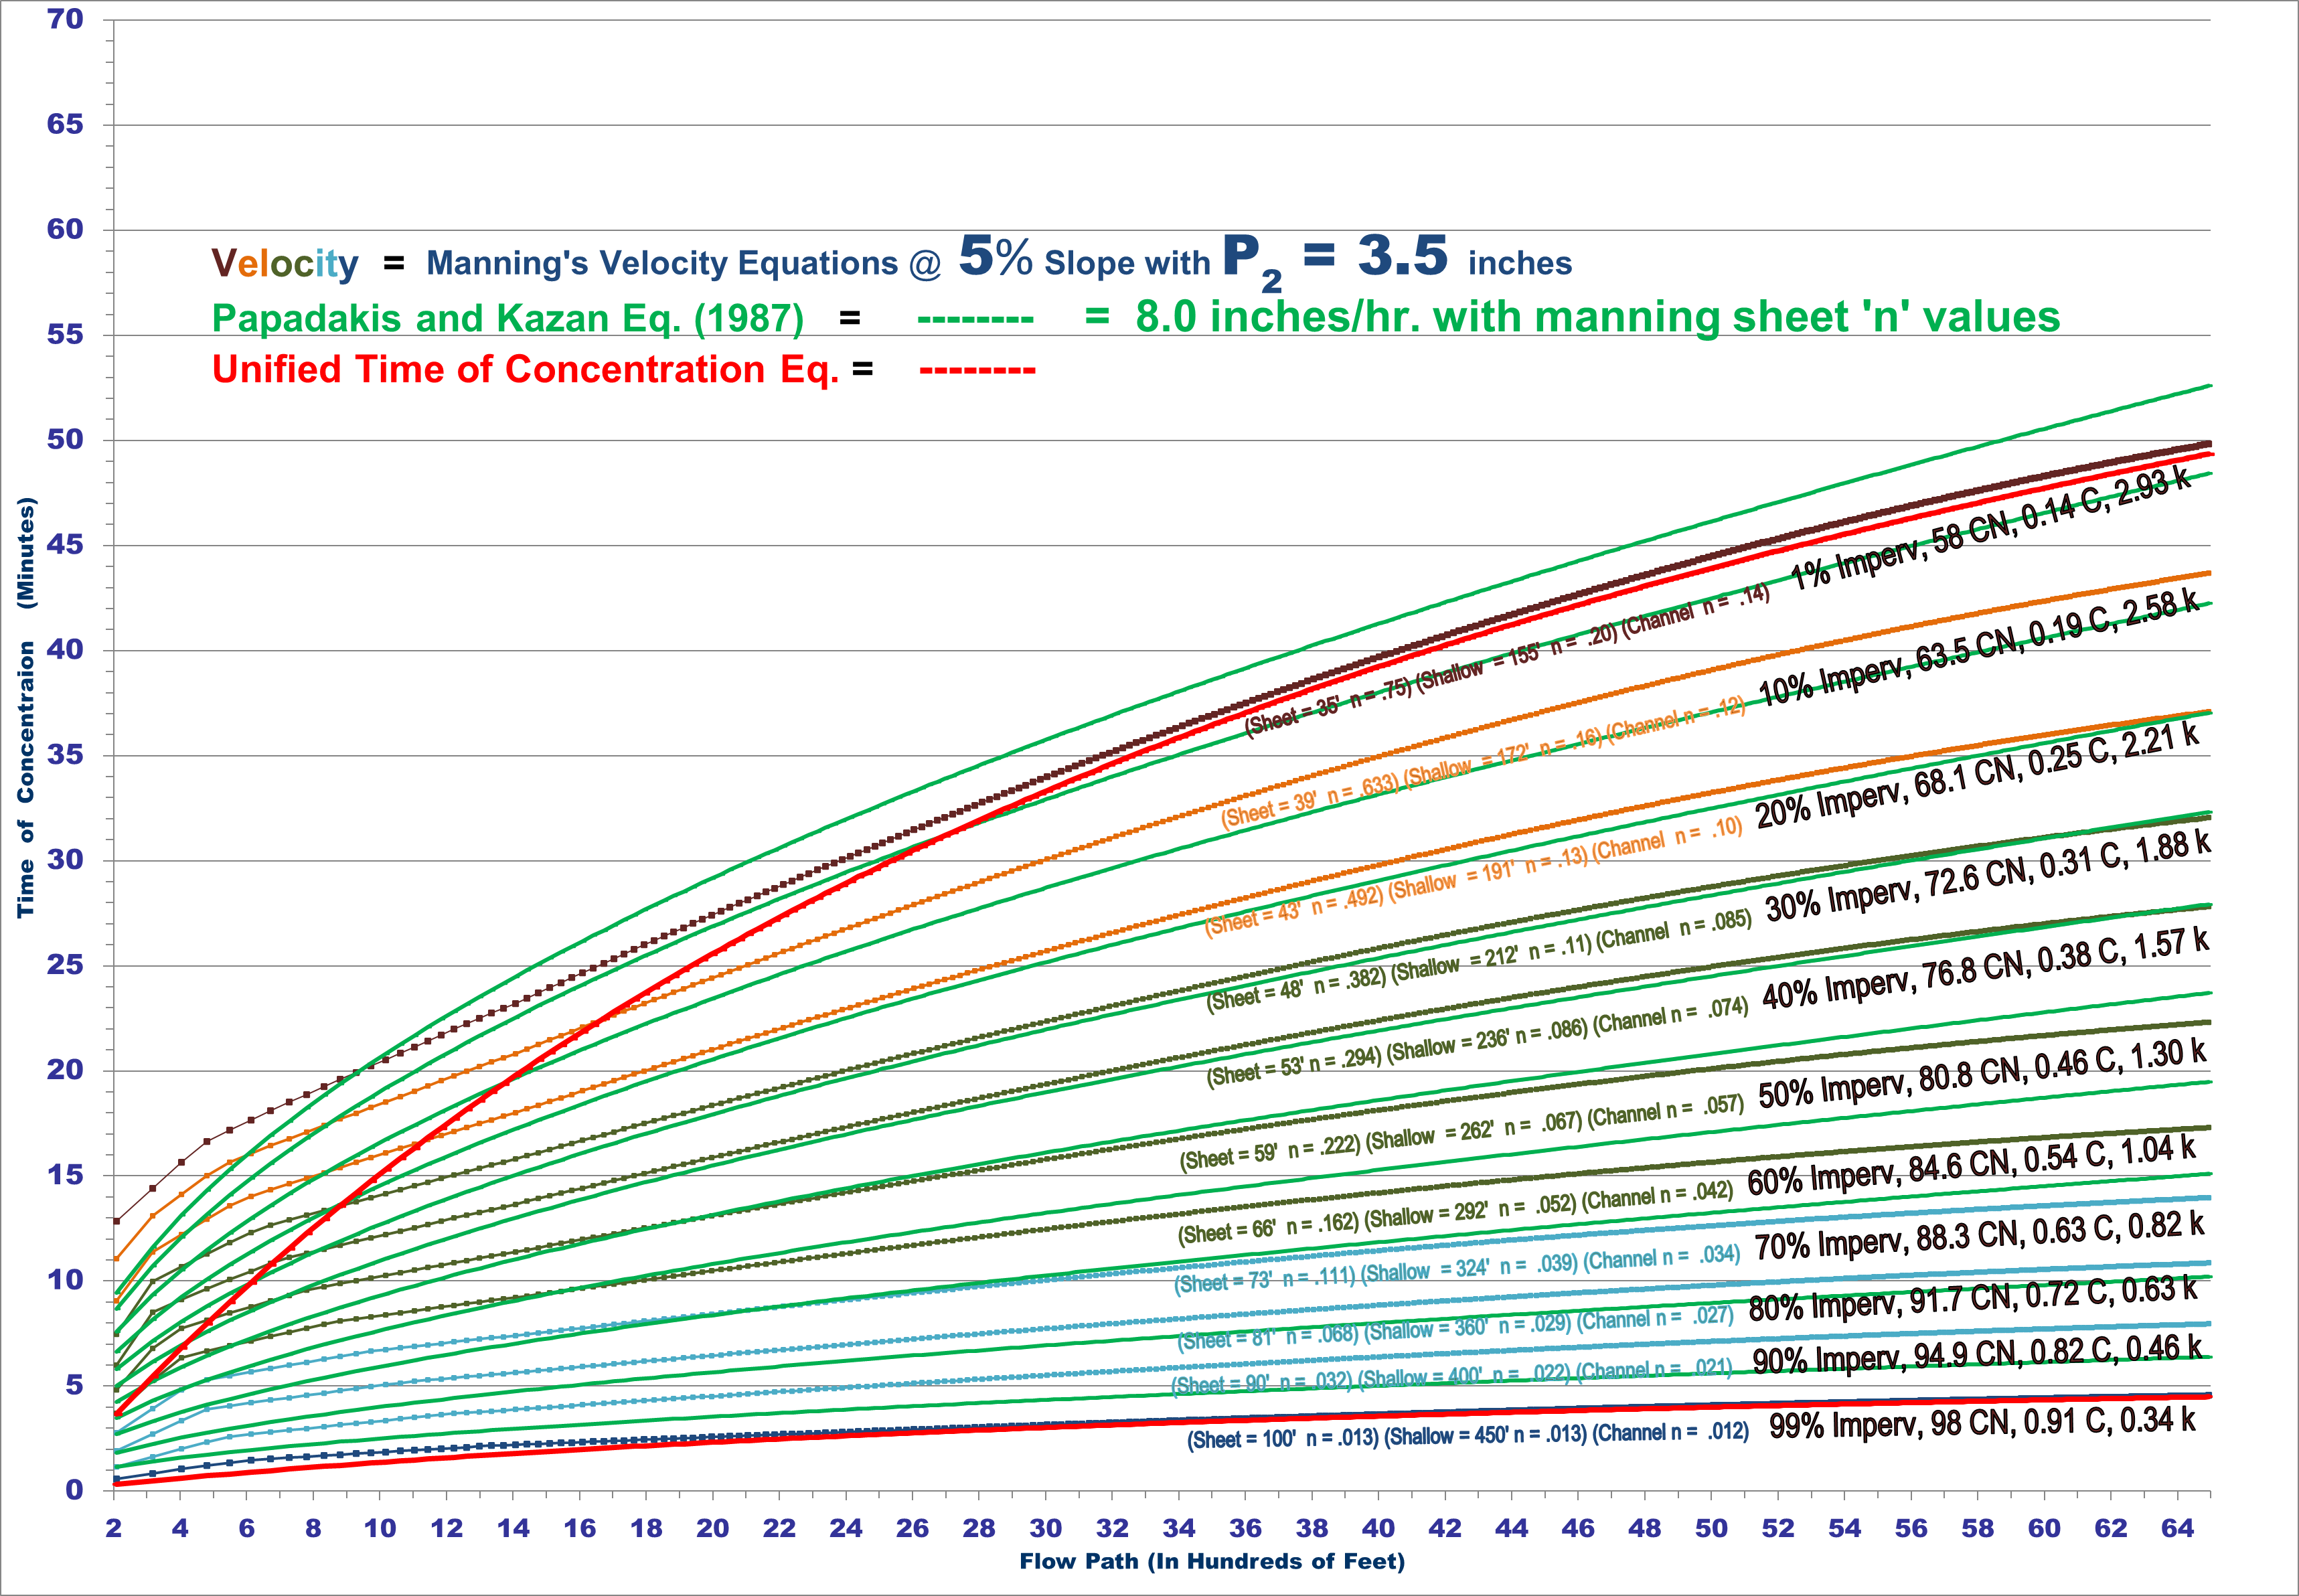 70
65
60
55
50
45
40
35
30
25
20
15
10
5
0
Time of Concentraion (Minutes)
Velocity = Manning's Velocity Equations @ 5% Slope with P2 = 3.5 inches
Papadakis and Kazan Eq. (1987) = -------- = 8.0 inches/hr. with manning sheet 'n' values
Unified Time of Concentration Eq. = --------
(Sheet = 35' n = .75) (Shallow = 155' n = .20) (Channel n = .14) 1% Imperv, 58 CN, 0.14 C, 2.93 k
(Sheet = 39' n = .633) (Shallow = 172' n = .16) (Channel n = .12) 10% Imperv, 63.5 CN, 0.19 C, 2.58 k
(Sheet = 43' n = .492) (Shallow = 191' n = .13) (Channel n = .10) 20% Imperv, 68.1 CN, 0.25 C, 2.21 k
(Sheet = 48' n = .382) (Shallow = 212' n = .11) (Channel n = .085) 30% Imperv, 72.6 CN, 0.31 C, 1.88 k
(Sheet = 53' n = .294) (Shallow = 236' n = .086) (Channel n = .074) 40% Imperv, 76.8 CN, 0.38 C, 1.57 k
(Sheet = 59' n = .222) (Shallow = 262' n = .067) (Channel n = .057) 50% Imperv, 80.8 CN, 0.46 C, 1.30 k
(Sheet = 66' n = .162) (Shallow = 292' n = .052) (Channel n = .042) 60% Imperv, 84.6 CN, 0.54 C, 1.04 k
(Sheet = 73' n = .111) (Shallow = 324' n = .039) (Channel n = .034) 70% Imperv, 88.3 CN, 0.63 C, 0.82 k
(Sheet = 81' n = .068) (Shallow = 360' n = .029) (Channel n = .027) 80% Imperv, 91.7 CN, 0.72 C, 0.63 k
(Sheet = 90' n = .032) (Shallow = 400' n = .022) (Channel n = .021) 90% Imperv, 94.9 CN, 0.82 C, 0.46 k
(Sheet = 100' n = .013) (Shallow = 450' n = .013) (Channel n = .012) 99% Imperv, 98 CN, 0.91 C, 0.34 k
2 4 6 8 10 12 14 16 18 20 22 24 26 28 30 32 34 36 38 40 42 44 46 48 50 52 54 56 58 60 62 64
Flow Path (In Hundreds of Feet)